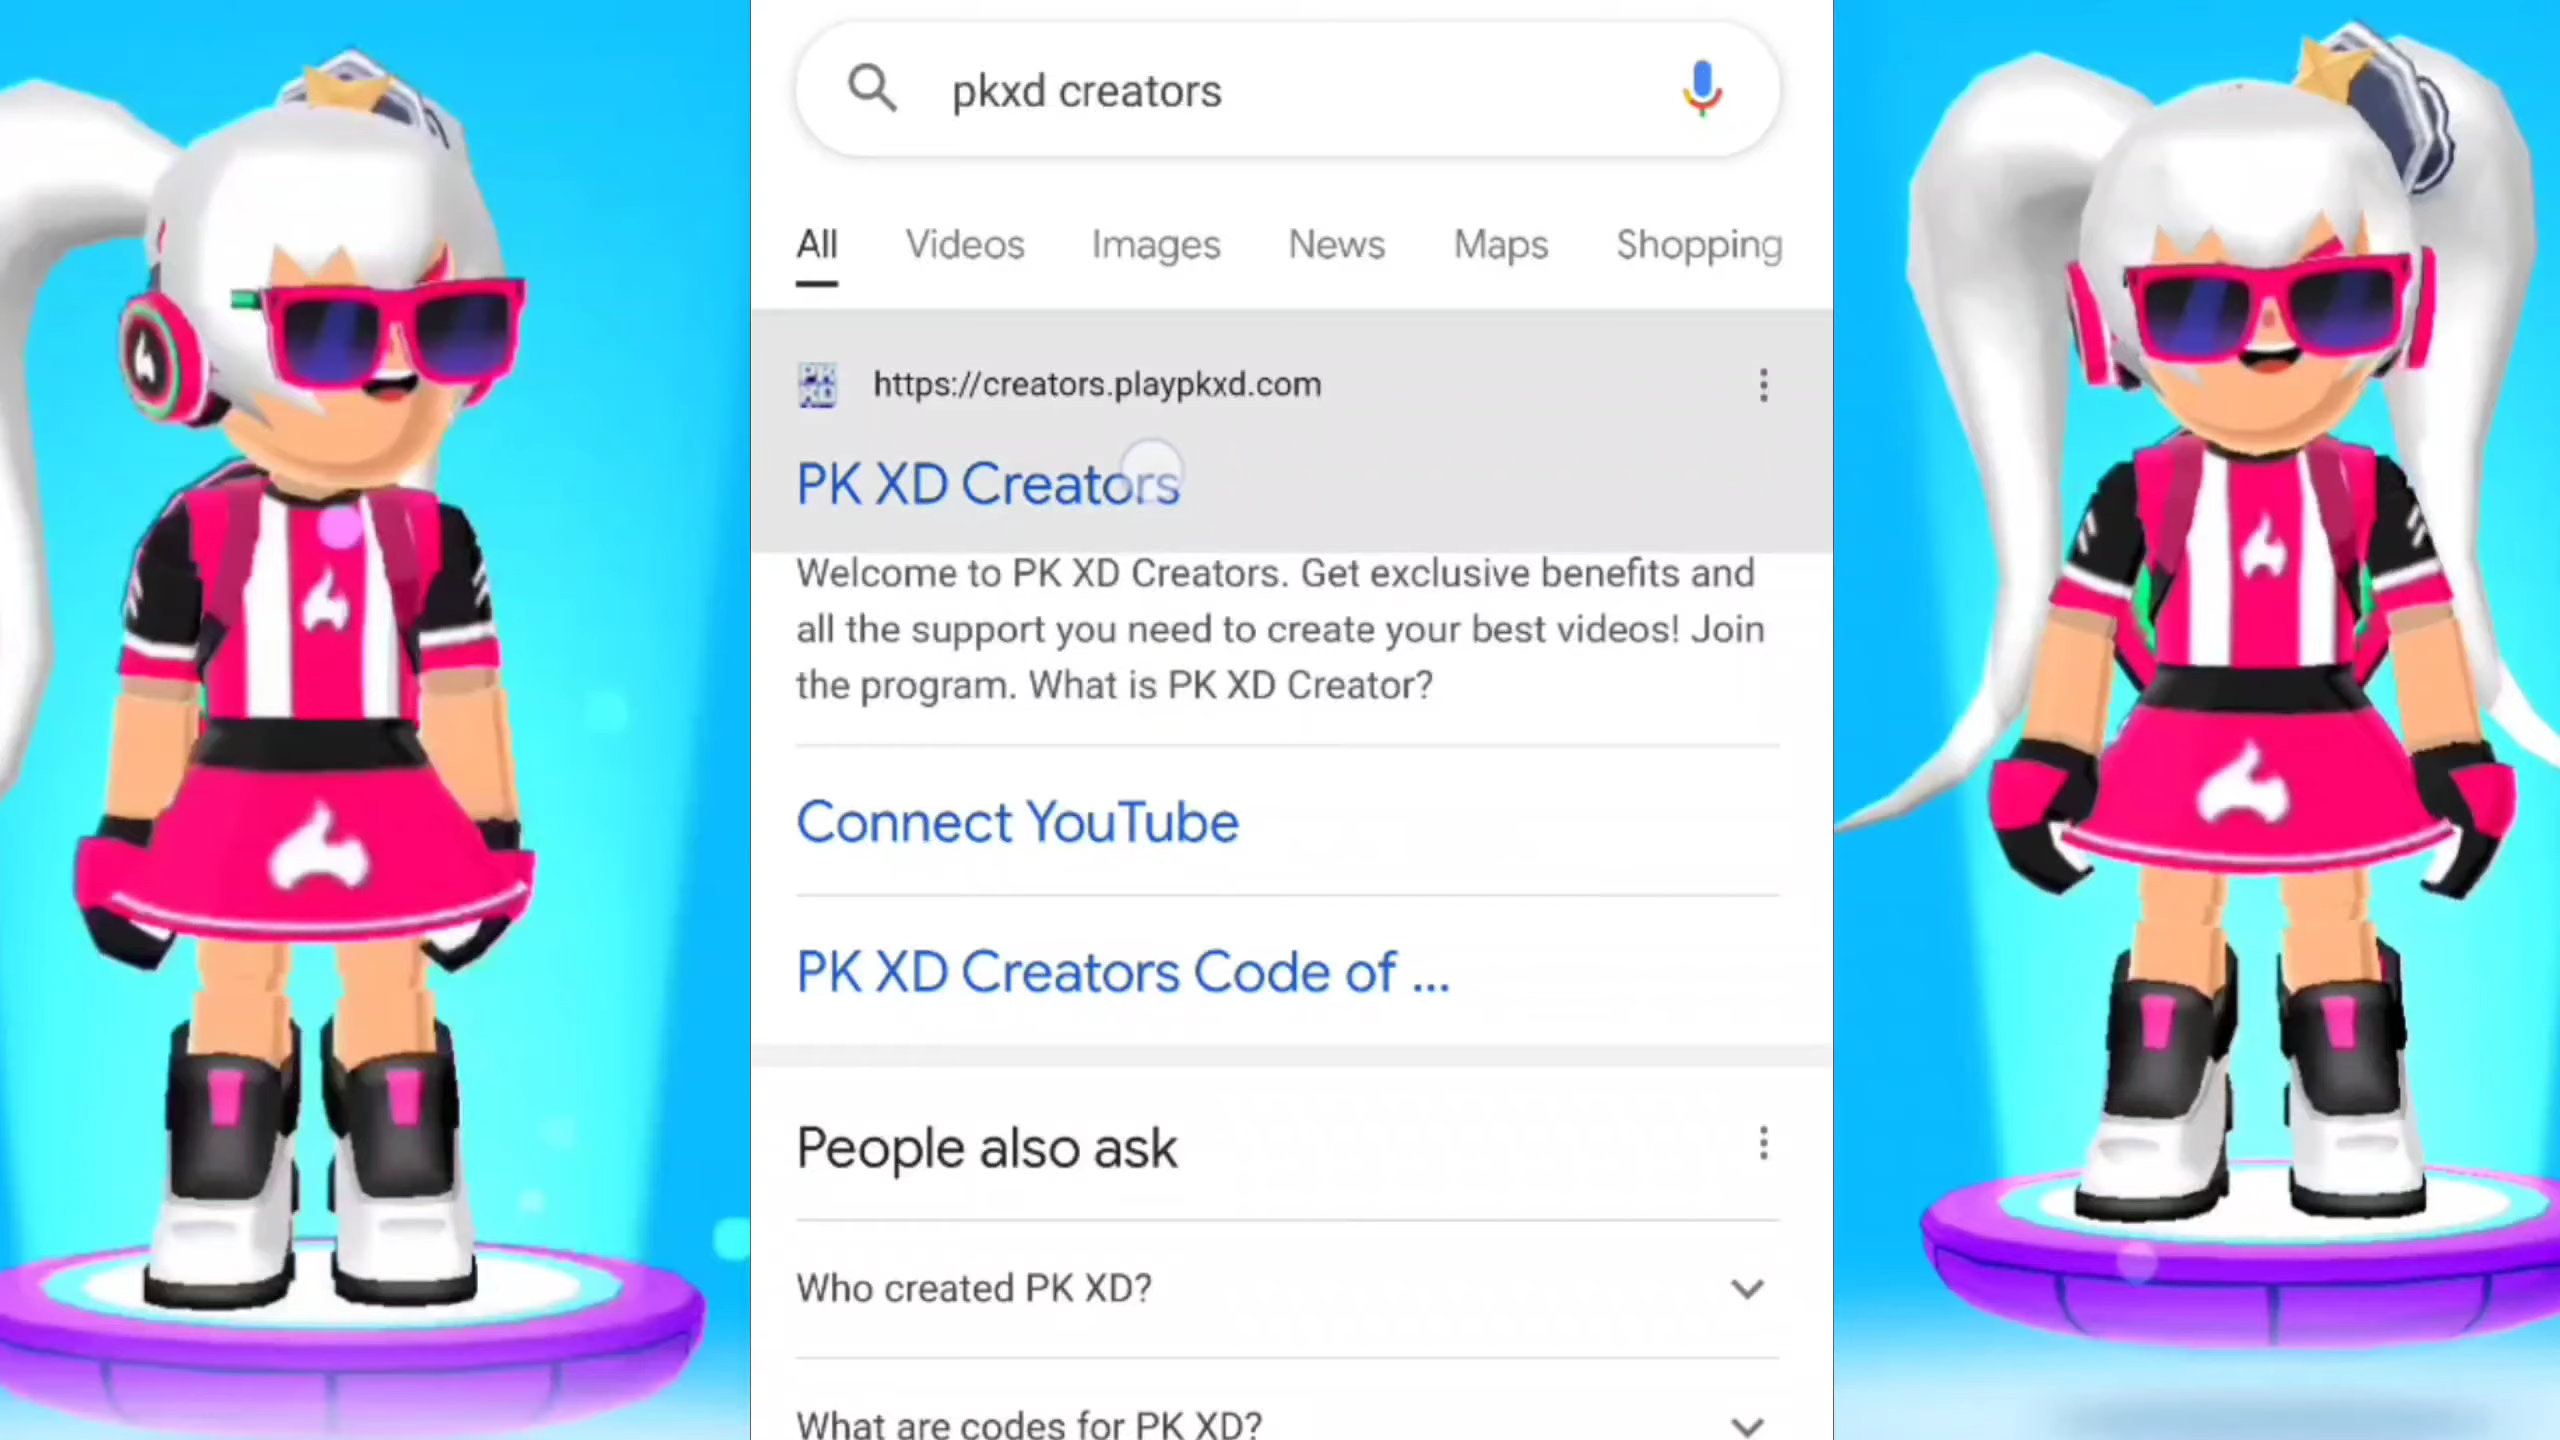 pkxd creators
All Videos Images News Maps Shopping
PK XD
https://creators.playpkxd.com
PK XD Creators
Welcome to PK XD Creators. Get exclusive benefits and
all the support you need to create your best videos! Join
the program. What is PK XD Creator?
Connect YouTube
PK XD Creators Code of ...
People also ask
Who created PK XD?
What are codes for PK XD?